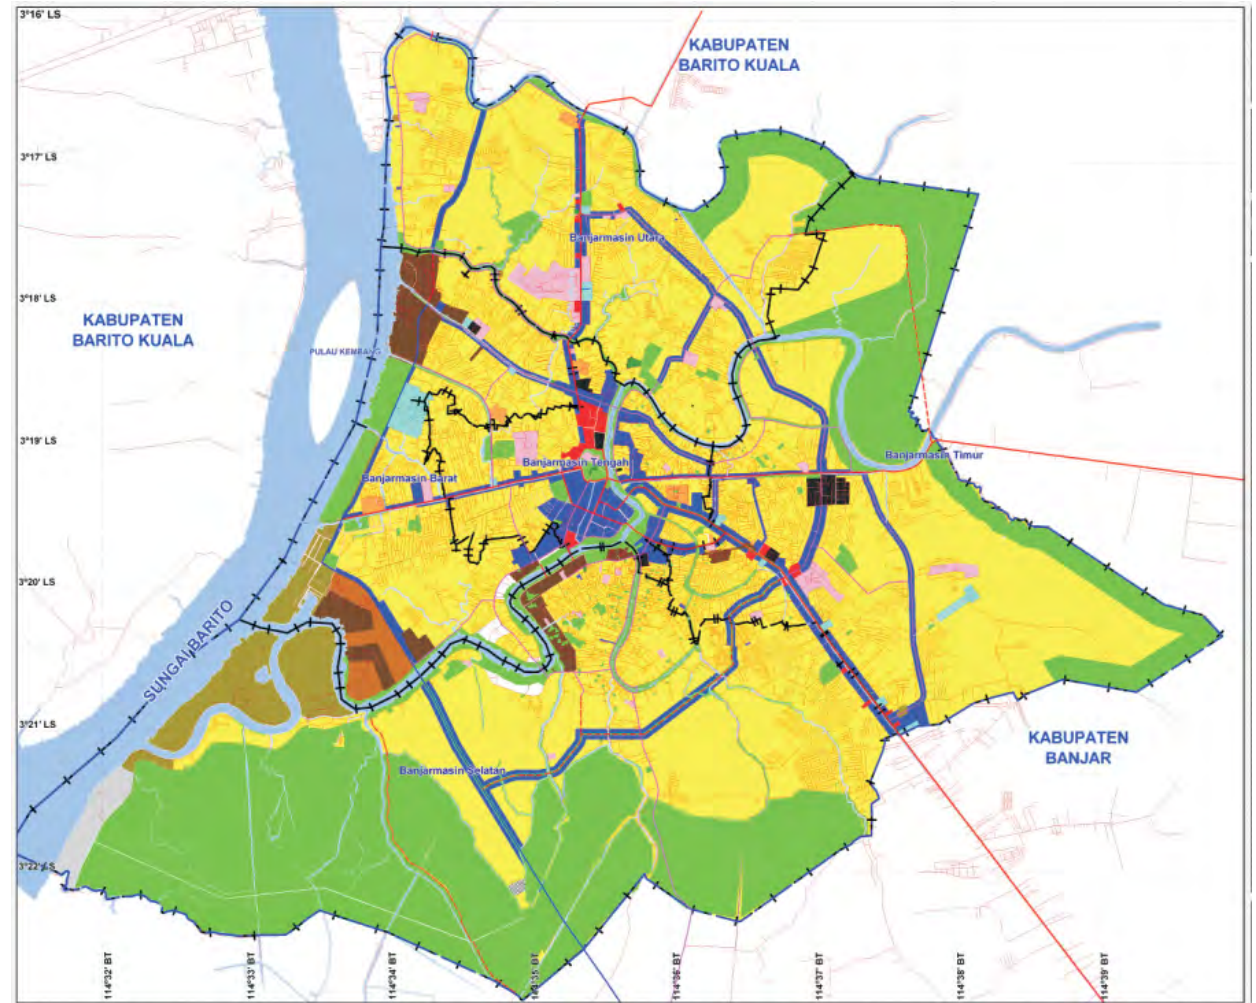 3°16' LS
KABUPATEN
BARITO KUALA
3°17' LS
Banjarmasin Utara
3°18' LS
KABUPATEN
BARITO KUALA
PULAU KEMBANG
3°19' LS
Banjarmasin Tengah
Banjarmasin Timur
Banjarmasin Barat
3°20' LS
SUNGAI BARITO
3°21' LS
KABUPATEN
BANJAR
Banjarmasin Selatan
3°22' LS
114°32' BT
114°33' BT
114°34' BT
114°35' BT
114°36' BT
114°37' BT
114°38' BT
114°39' BT